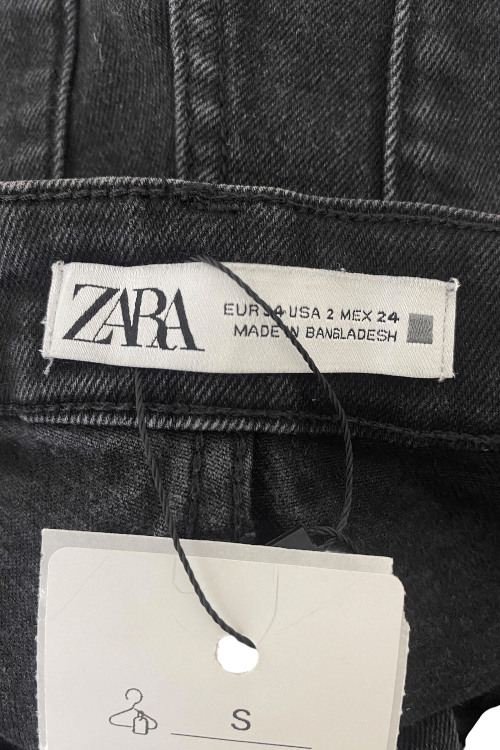 ZARA
EUR 34 USA 2 MEX 24
MADE IN BANGLADESH
S